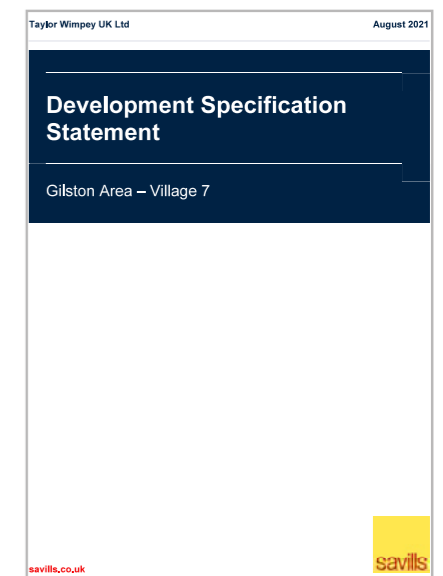 Taylor Wimpey UK Ltd August 2021
Development Specification
Statement
Gilston Area – Village 7
savills.co.uk
savills